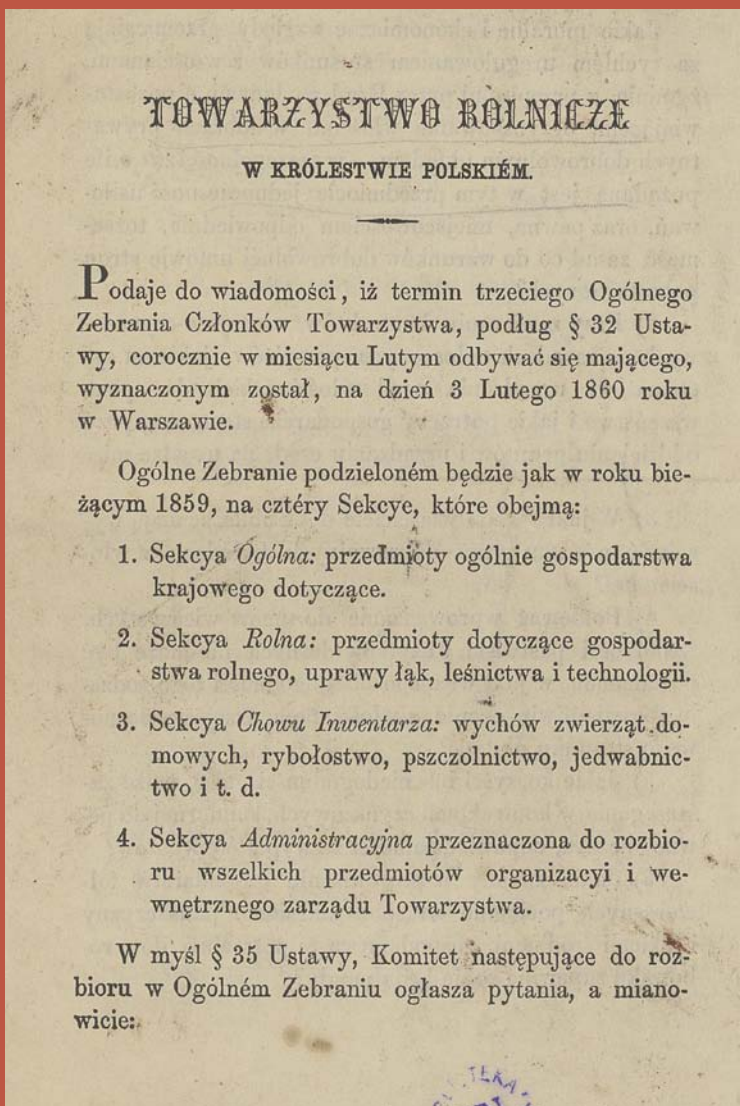 TOWARZYSTWO ROLNICZE
W KRÓLESTWIE POLSKIÉM.
Podaje do wiadomości, iż termin trzeciego Ogólnego
Zebrania Członków Towarzystwa, podług § 32 Usta-
wy, corocznie w miesiącu Lutym odbywać się mającego,
wyznaczonym został, na dzień 3 Lutego 1860 roku
w Warszawie.
Ogólne Zebranie podzieloném będzie jak w roku bie-
żącym 1859, na cztéry Sekcye, które obejmą:
1. Sekcya Ogólna: przedmioty ogólnie gospodarstwa
krajowego dotyczące.
2. Sekcya Rolna: przedmioty dotyczące gospodar-
stwa rolnego, uprawy łąk, leśnictwa i technologii.
3. Sekcya Chowu Inwentarza: wychów zwierząt do-
mowych, rybołostwo, pszczolnictwo, jedwabnic-
two i t. d.
4. Sekcya Administracyjna przeznaczona do rozbio-
ru wszelkich przedmiotów organizacyi i we-
wnętrznego zarządu Towarzystwa.
W myśl § 35 Ustawy, Komitet następujące do roz-
bioru w Ogólném Zebraniu ogłasza pytania, a miano-
wicie: